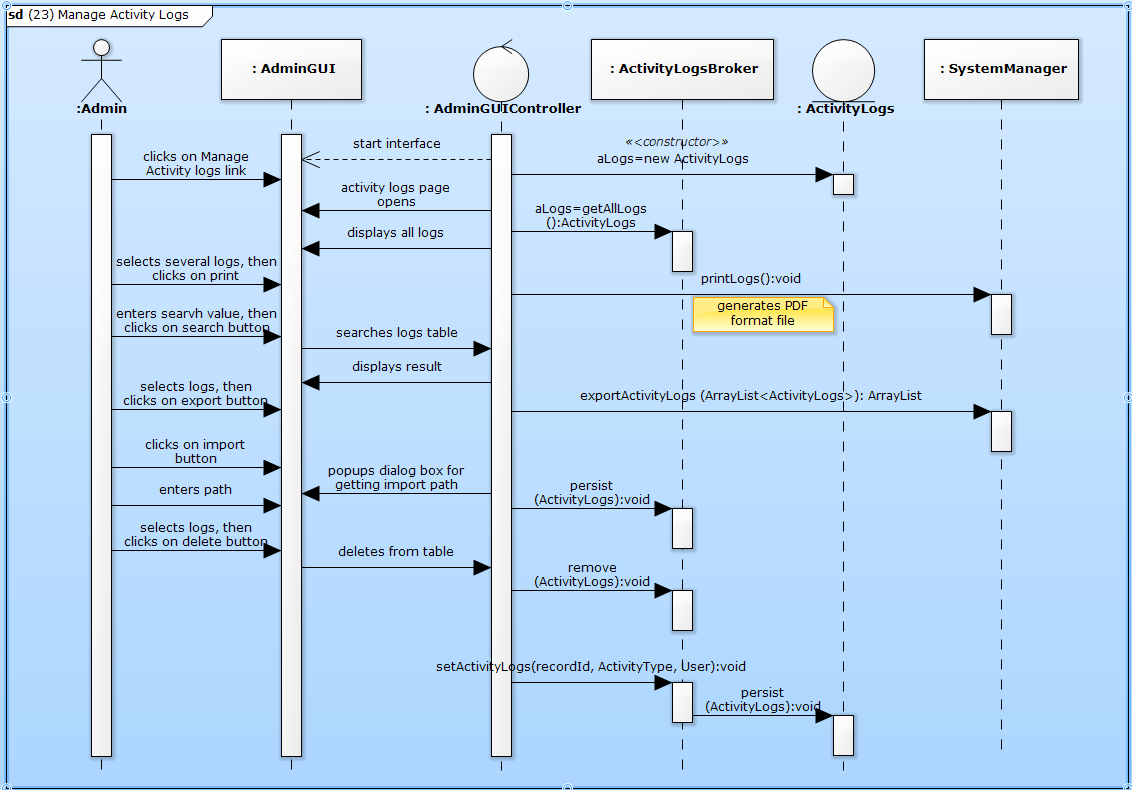 sd (23) Manage Activity Logs
: AdminGUI
: ActivityLogsBroker
: SystemManager
:Admin
: AdminGUIController
: ActivityLogs
start interface
«<constructor>»
aLogs=new ActivityLogs
clicks on Manage
Activity logs link
activity logs page
opens
aLogs=getAllLogs
():ActivityLogs
displays all logs
selects several logs, then
clicks on print
printLogs():void
generates PDF
format file
enters searvh value, then
clicks on search button
searches logs table
displays result
selects logs, then
clicks on export button
exportActivityLogs (ArrayList<ActivityLogs>): ArrayList
clicks on import
button
popups dialog box for
getting import path
enters path
persist
(ActivityLogs):void
selects logs, then
clicks on delete button
deletes from table
remove
(ActivityLogs):void
setActivityLogs(recordId, ActivityType, User):void
persist
(ActivityLogs):void